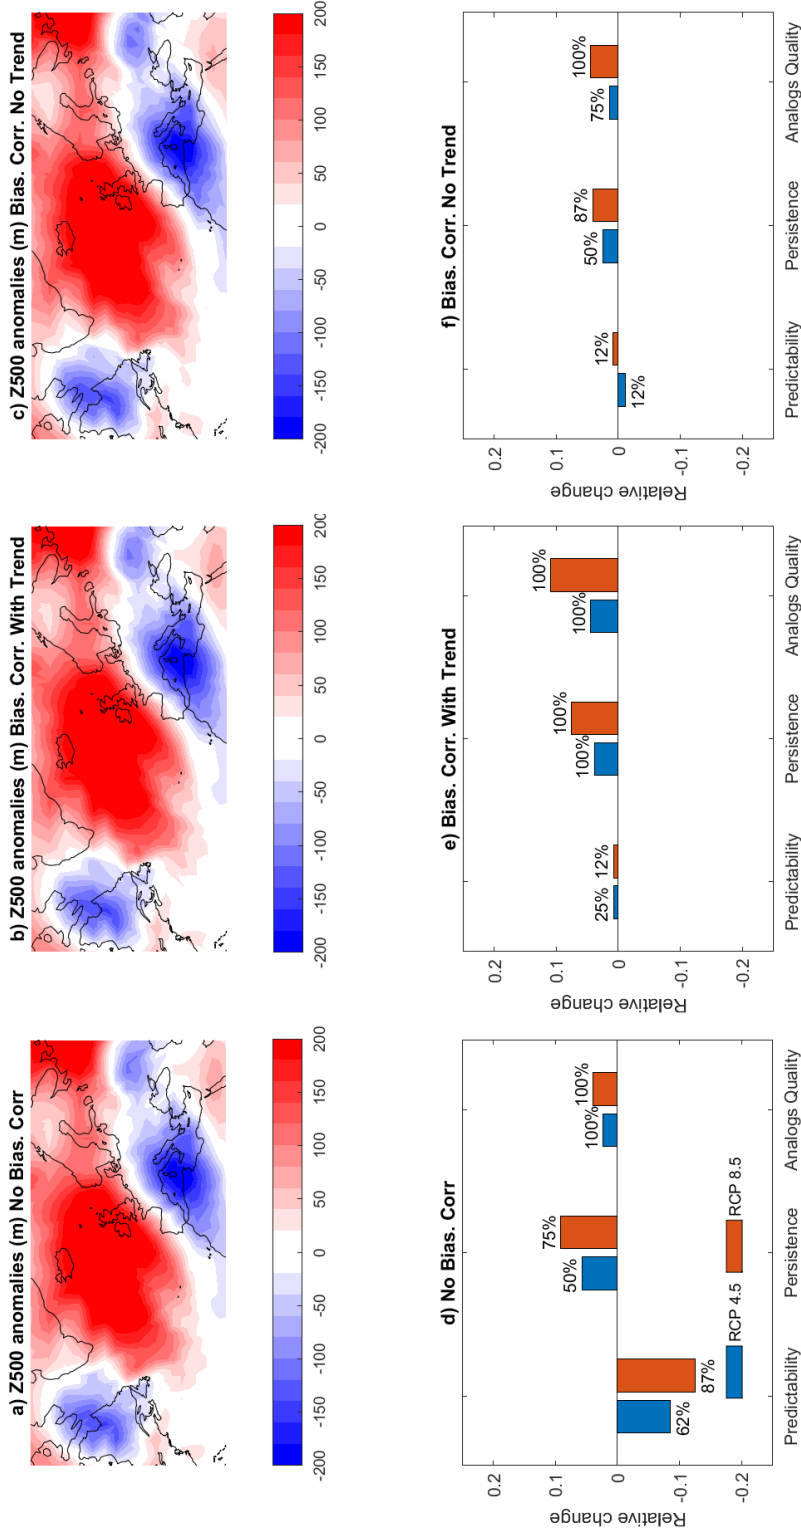 a) Z500 anomalies (m) No Bias. Corr
-200 -150 -100 -50 0 50 100 150 200
b) Z500 anomalies (m) Bias. Corr. With Trend
-200 -150 -100 -50 0 50 100 150 200
c) Z500 anomalies (m) Bias. Corr. No Trend
-200 -150 -100 -50 0 50 100 150 200
d) No Bias. Corr
Relative change
0.2
0.1
0
-0.1
-0.2
62% 87%
50% 75%
100% 100%
RCP 4.5 RCP 8.5
Predictability Persistence Analogs Quality
e) Bias. Corr. With Trend
Relative change
0.2
0.1
0
-0.1
-0.2
25% 12%
100% 100%
100% 100%
Predictability Persistence Analogs Quality
f) Bias. Corr. No Trend
Relative change
0.2
0.1
0
-0.1
-0.2
12% 12%
50% 87%
75% 100%
Predictability Persistence Analogs Quality